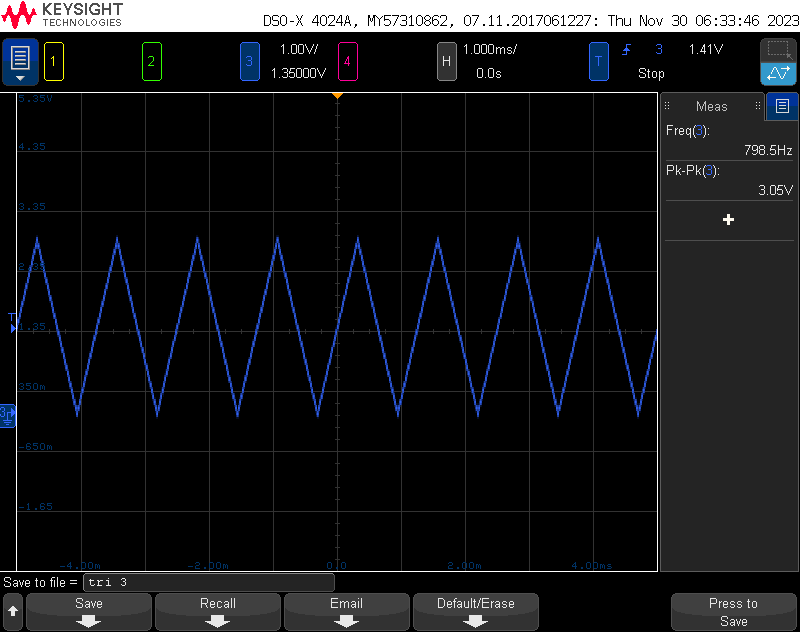 KEYSIGHT
TECHNOLOGIES
DSO-X 4024A, MY57310862, 07.11.2017061227: Thu Nov 30 06:33:46 2023
1
2
3
1.00V/
1.35000V
4
H
1.000ms/
0.0s
T
3
1.41V
Stop
Meas
Freq(3):
798.5Hz
Pk-Pk(3):
3.05V
+
5.35V
4.35
3.35
2.35
T
1.35
350m
3
-650m
-1.65
-4.00m
-2.00m
0.0
2.00m
4.00ms
Save to file = tri 3
Save
Recall
Email
Default/Erase
Press to
Save